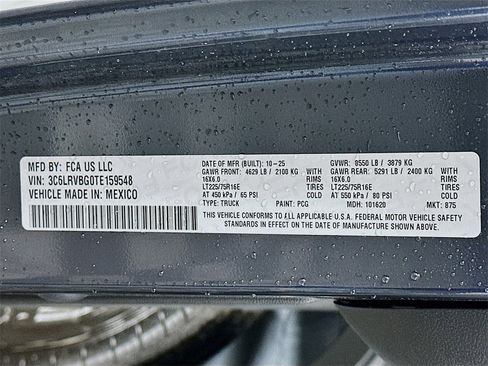 MFD BY: FCA US LLC
VIN: 3C6LRVBG0TE159548
VEHICLE MADE IN: MEXICO
DATE OF MFR (BUILT): 10-25 GVWR: 8550 LB / 3879 KG
GAWR FRONT: 4629 LB / 2100 KG WITH GAWR REAR: 5291 LB / 2400 KG WITH
16X6.0 RIMS 16X6.0 RIMS
LT225/75R16E LT225/75R16E
AT 450 kPa / 65 PSI COLD AT 550 kPa / 80 PSI COLD
TYPE: TRUCK PAINT: PCG MDH: 101620 MKT: 875
THIS VEHICLE CONFORMS TO ALL APPLICABLE U.S.A. FEDERAL MOTOR VEHICLE SAFETY
STANDARDS IN EFFECT ON THE DATE OF MANUFACTURE SHOWN ABOVE.